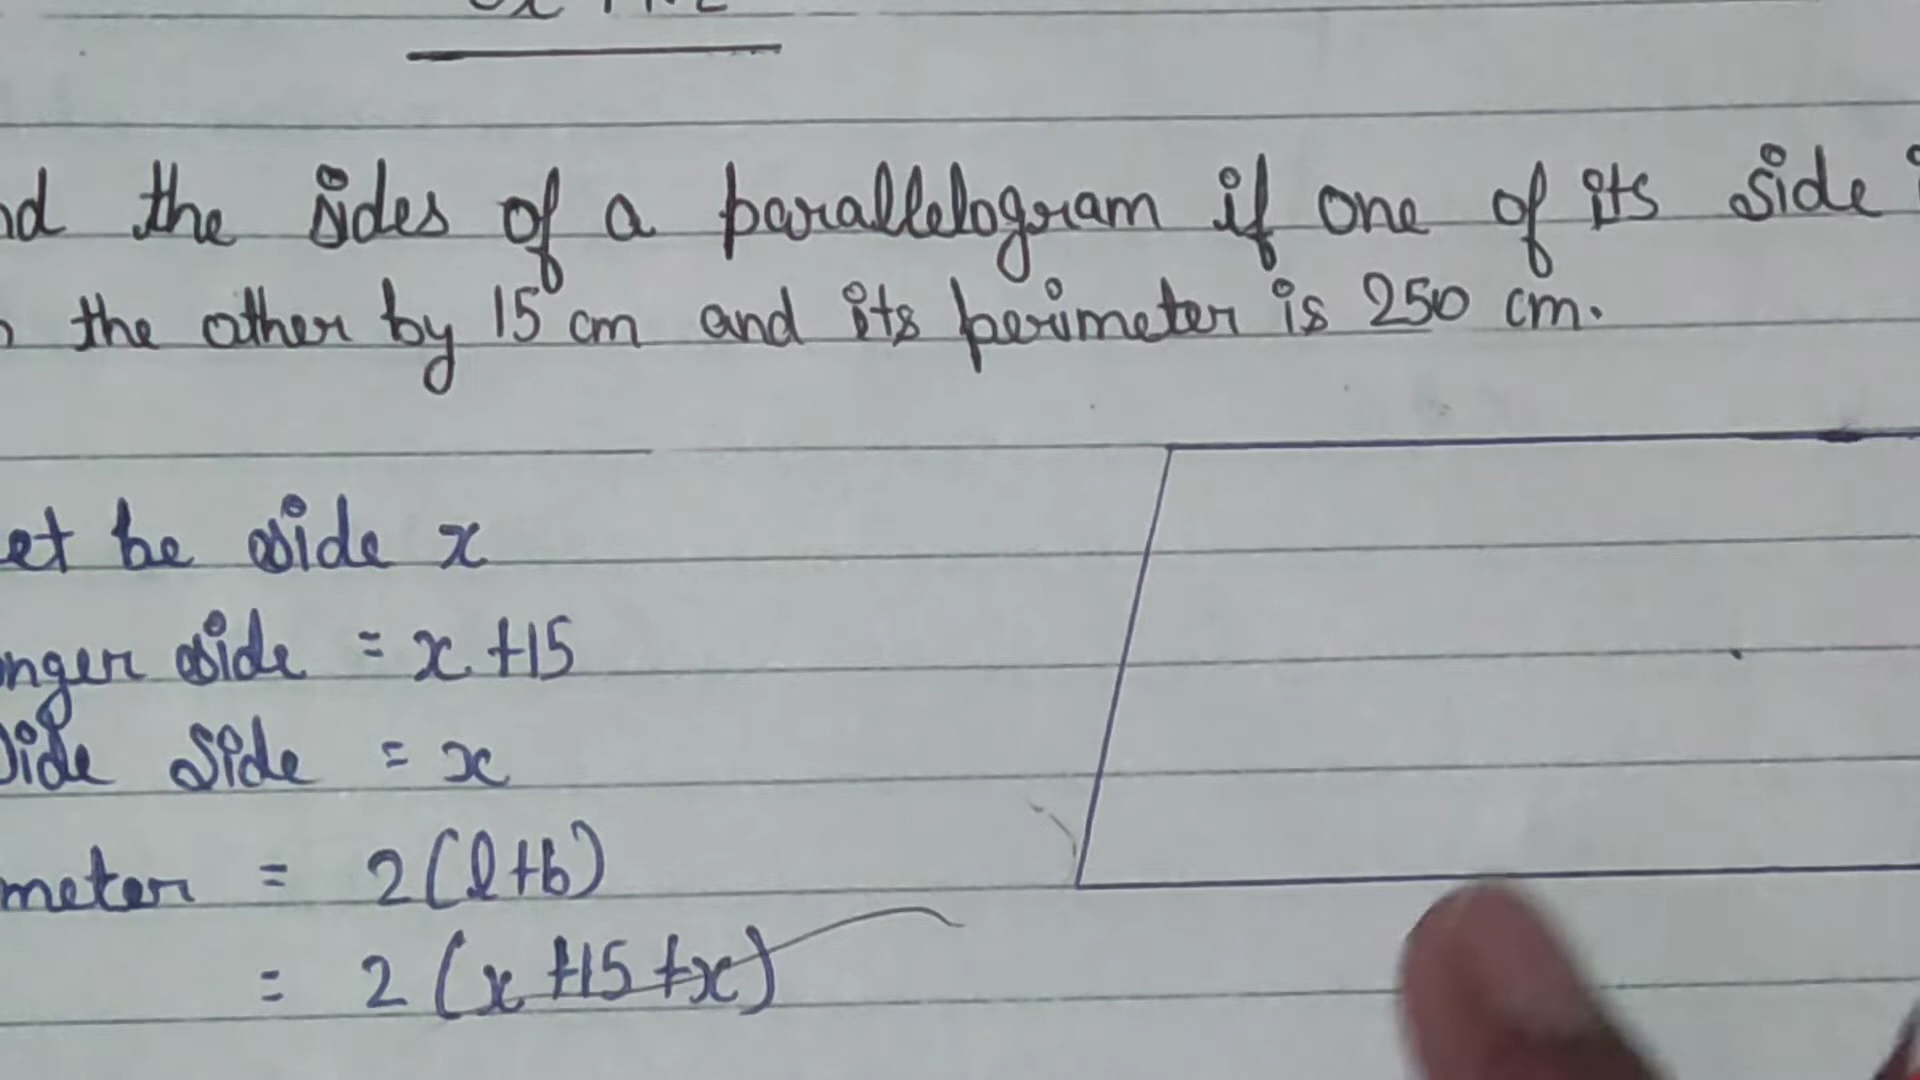 the sides of a parallelogram if one of its side
the other by 15 cm and its perimeter is 250 cm.
et be side x
nger side = x +15
side = x
meter = 2(l+b)
= 2 (x +15 +x)